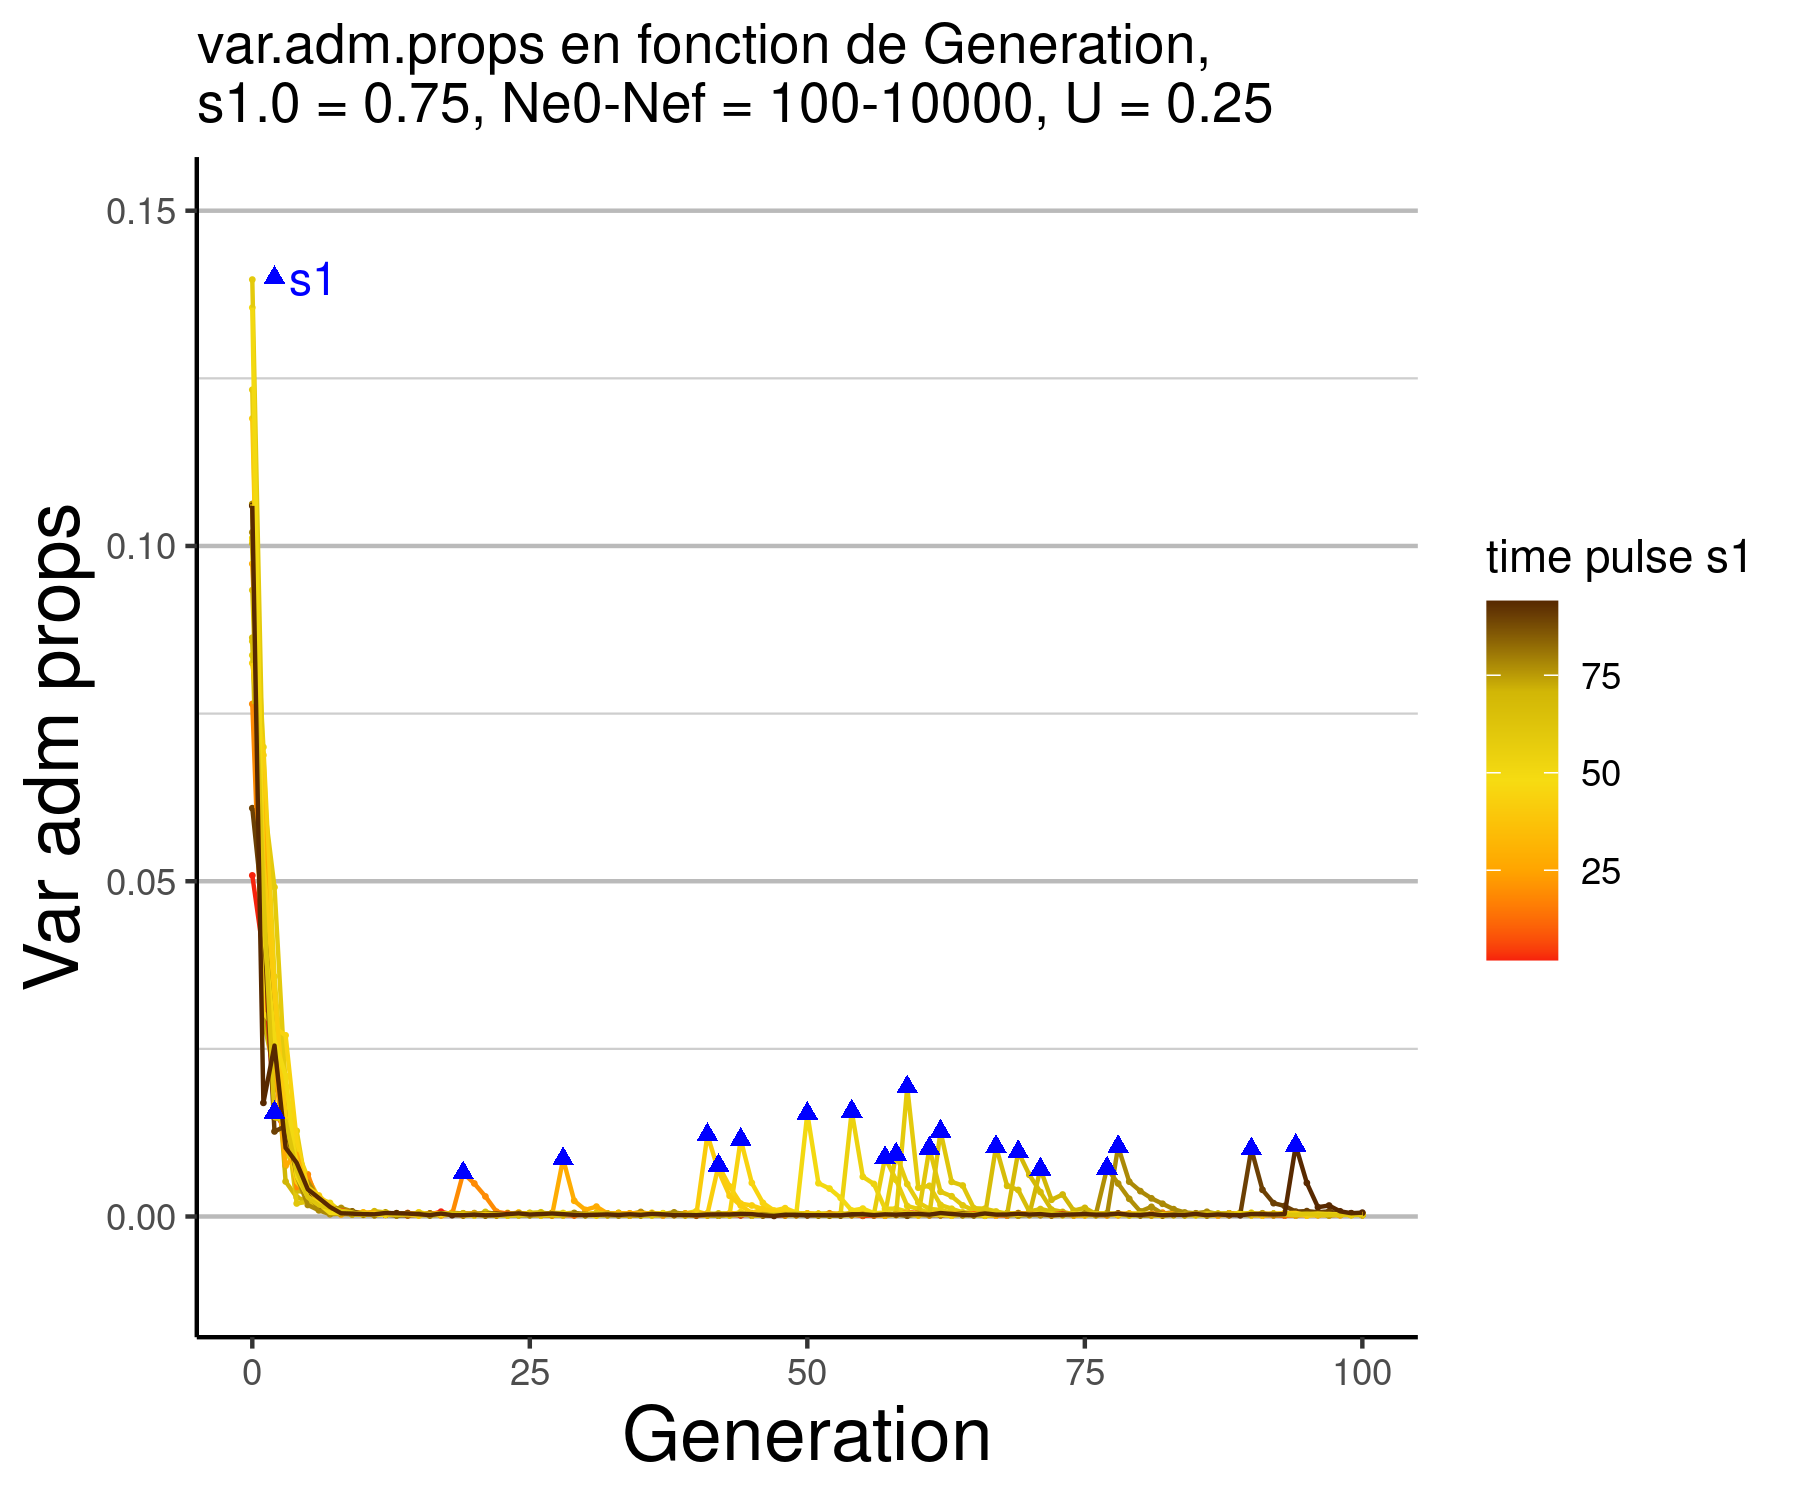 var.adm.props en fonction de Generation,
s1.0 = 0.75, Ne0-Nef = 100-10000, U = 0.25
0.15
s1
0.10
0.05
0.00
Var adm props
0 25 50 75 100
Generation
time pulse s1
75
50
25